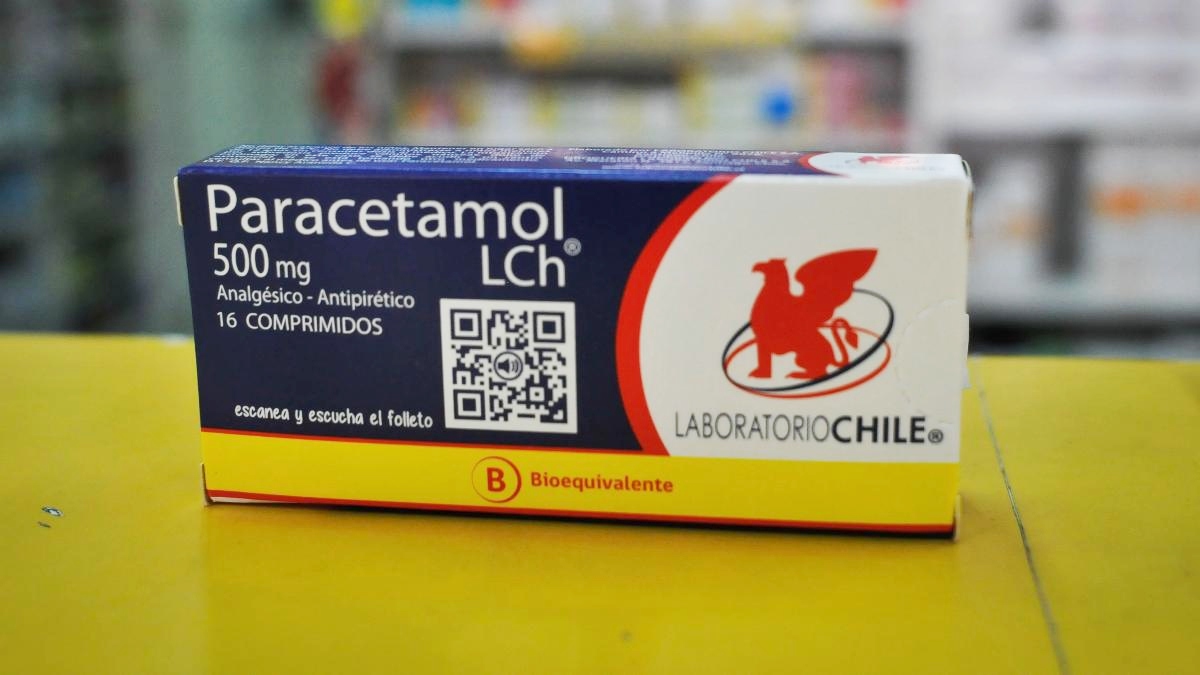 Paracetamol
LCh®
500 mg
Analgésico - Antipirético
16 COMPRIMIDOS
escanea y escucha el folleto
LABORATORIOCHILE®
B Bioequivalente